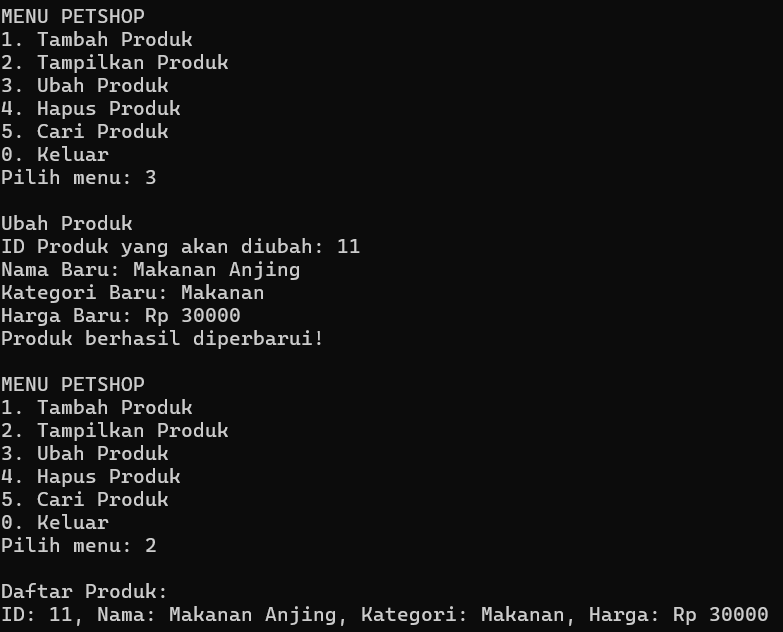 MENU PETSHOP
1. Tambah Produk
2. Tampilkan Produk
3. Ubah Produk
4. Hapus Produk
5. Cari Produk
0. Keluar
Pilih menu: 3
Ubah Produk
ID Produk yang akan diubah: 11
Nama Baru: Makanan Anjing
Kategori Baru: Makanan
Harga Baru: Rp 30000
Produk berhasil diperbarui!
MENU PETSHOP
1. Tambah Produk
2. Tampilkan Produk
3. Ubah Produk
4. Hapus Produk
5. Cari Produk
0. Keluar
Pilih menu: 2
Daftar Produk:
ID: 11, Nama: Makanan Anjing, Kategori: Makanan, Harga: Rp 30000